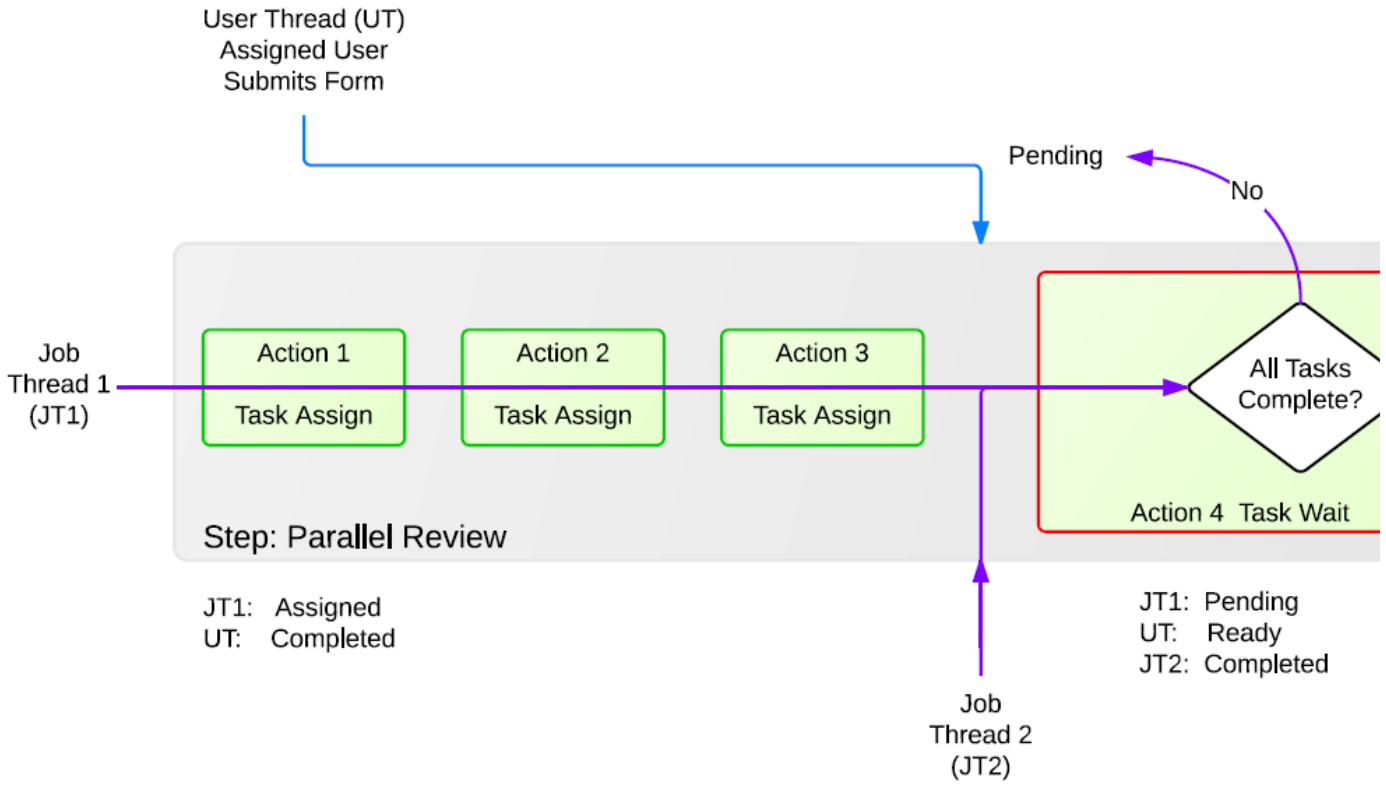 User Thread (UT)
Assigned User
Submits Form
Pending
No
Job
Thread 1
(JT1)
Action 1
Task Assign
Action 2
Task Assign
Action 3
Task Assign
All Tasks
Complete?
Action 4 Task Wait
Step: Parallel Review
JT1: Assigned
UT: Completed
JT1: Pending
UT: Ready
JT2: Completed
Job
Thread 2
(JT2)